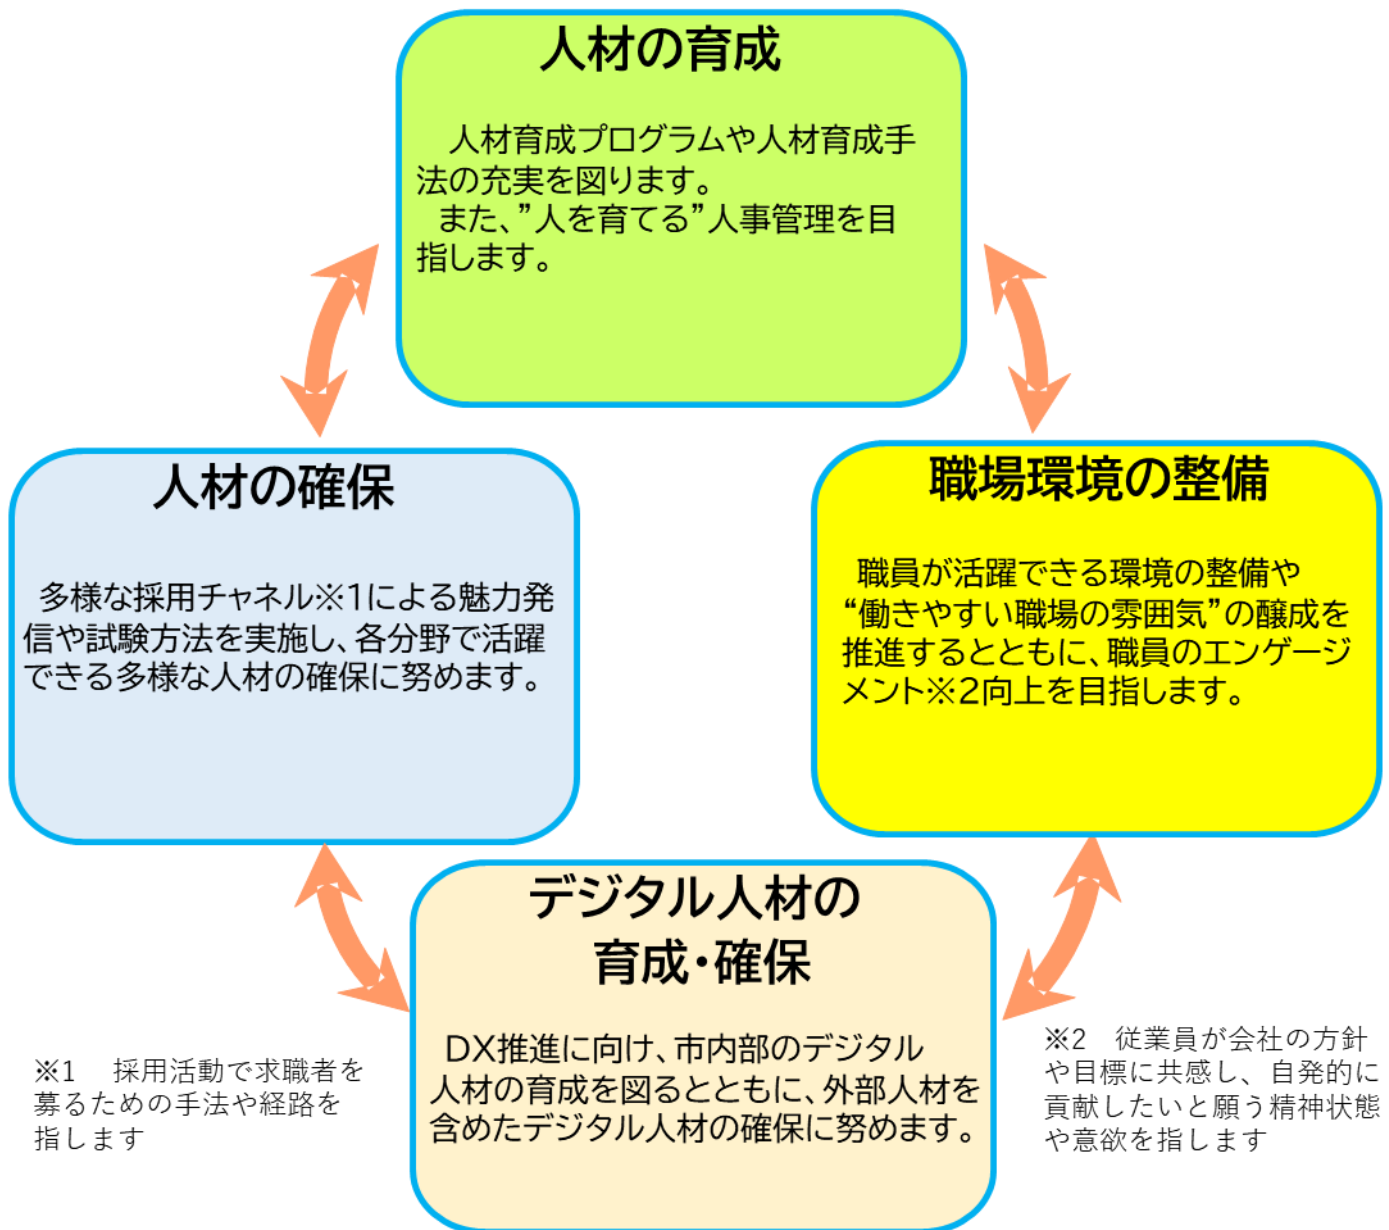 人材の育成
人材育成プログラムや人材育成手
法の充実を図ります。
また、”人を育てる”人事管理を目
指します。
人材の確保
多様な採用チャネル※1による魅力発
信や試験方法を実施し、各分野で活躍
できる多様な人材の確保に努めます。
職場環境の整備
職員が活躍できる環境の整備や
“働きやすい職場の雰囲気”の醸成を
推進するとともに、職員のエンゲージ
メント※2向上を目指します。
デジタル人材の
育成・確保
DX推進に向け、市内部のデジタル
人材の育成を図るとともに、外部人材を
含めたデジタル人材の確保に努めます。
※1　採用活動で求職者を
募るための手法や経路を
指します
※2　従業員が会社の方針
や目標に共感し、自発的に
貢献したいと願う精神状態
や意欲を指します